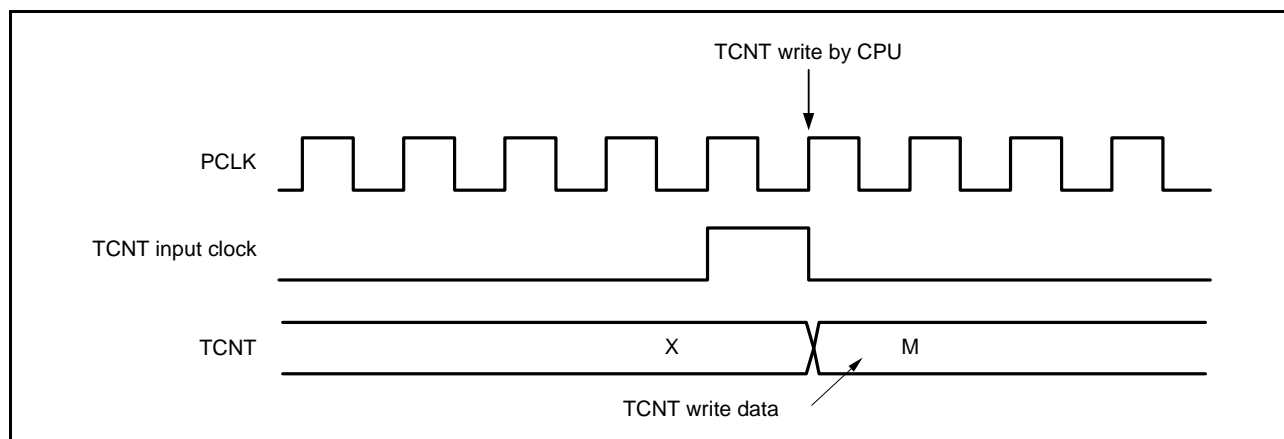 TCNT write by CPU
PCLK
TCNT input clock
TCNT
X
M
TCNT write data